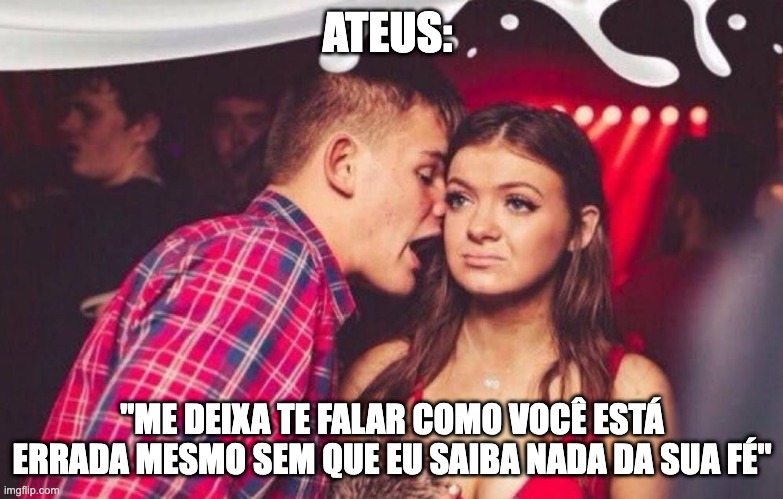 ATEUS:
"ME DEIXA TE FALAR COMO VOCÊ ESTÁ
ERRADA MESMO SEM QUE EU SAIBA NADA DA SUA FÉ"
imgflip.com